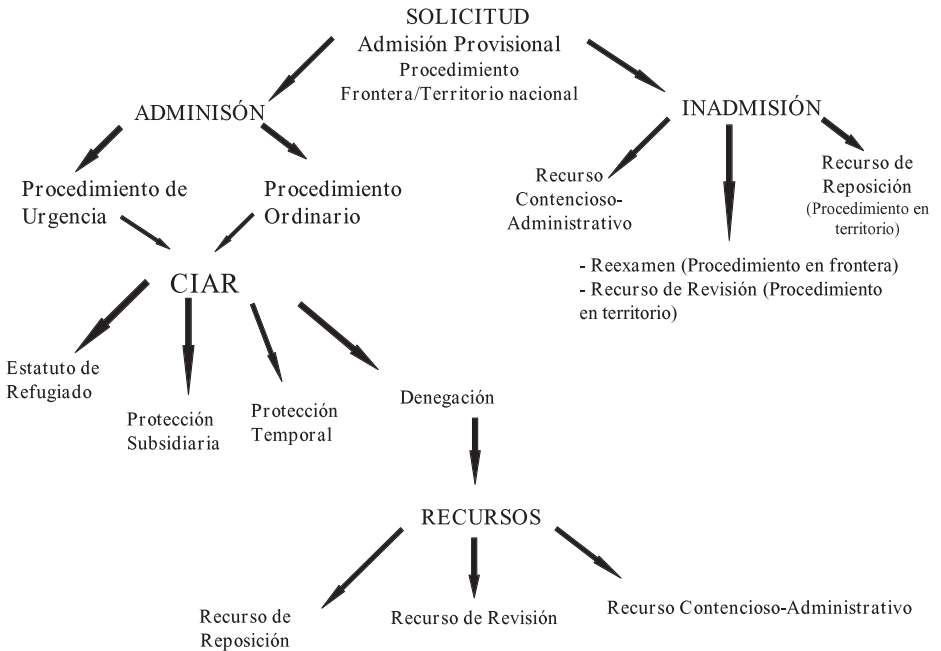 SOLICITUD
Admisión Provisional
Procedimiento
Frontera/Territorio nacional
ADMINISÓN
INADMISIÓN
Procedimiento de
Urgencia
Procedimiento
Ordinario
Recurso
Contencioso-
Administrativo
Recurso de
Reposición
(Procedimiento en
territorio)
- Reexamen (Procedimiento en frontera)
- Recurso de Revisión (Procedimiento
en territorio)
CIAR
Estatuto de
Refugiado
Protección
Subsidiaria
Protección
Temporal
Denegación
RECURSOS
Recurso de
Reposición
Recurso de Revisión
Recurso Contencioso-Administrativo